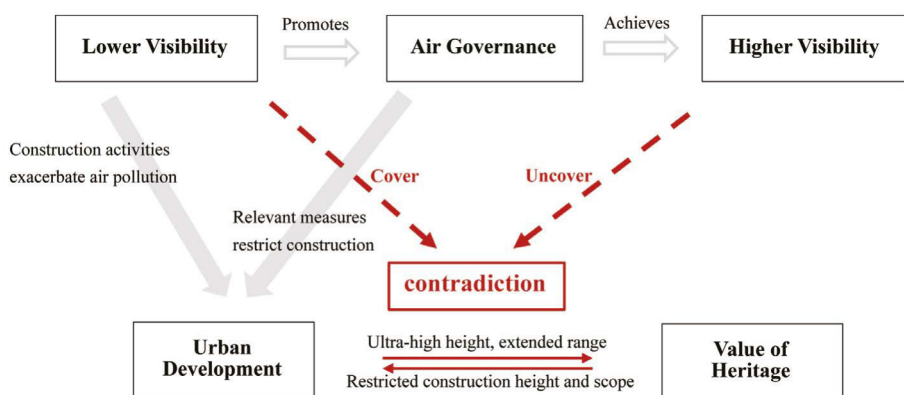 Promotes
Achieves
Lower Visibility
Air Governance
Higher Visibility
Construction activities
exacerbate air pollution
Cover
Uncover
Relevant measures
restrict construction
contradiction
Urban
Development
Ultra-high height, extended range
Restricted construction height and scope
Value of
Heritage